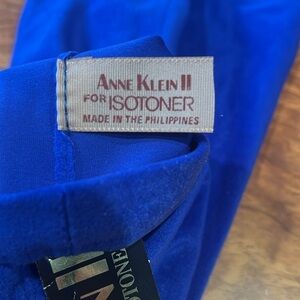 ANNE KLEIN II
FOR ISOTONER
MADE IN THE PHILIPPINES